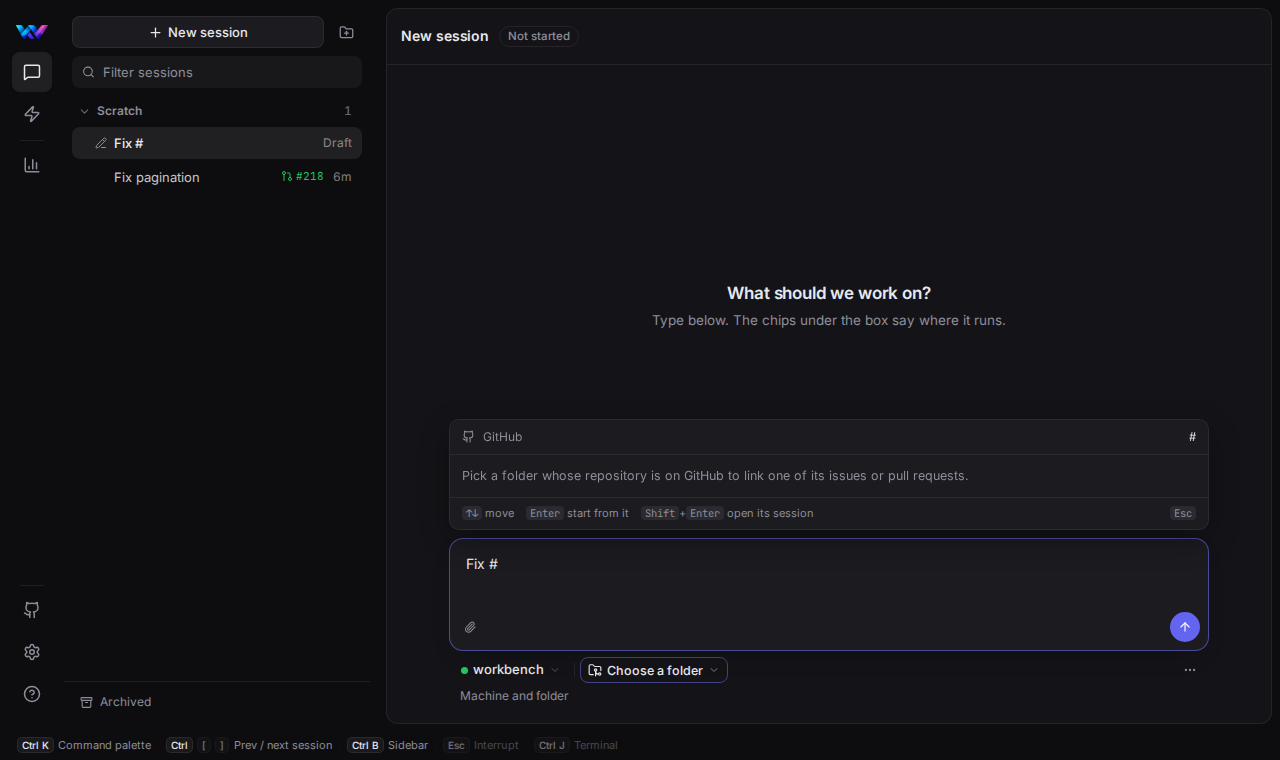 New session
Filter sessions
Scratch 1
Fix # Draft
Fix pagination #218 6m
Archived
New session Not started
What should we work on?
Type below. The chips under the box say where it runs.
GitHub #
Pick a folder whose repository is on GitHub to link one of its issues or pull requests.
↑↓ move Enter start from it Shift+Enter open its session Esc
Fix #
workbench Choose a folder ...
Machine and folder
Ctrl K Command palette Ctrl [ ] Prev / next session Ctrl B Sidebar Esc Interrupt Ctrl J Terminal